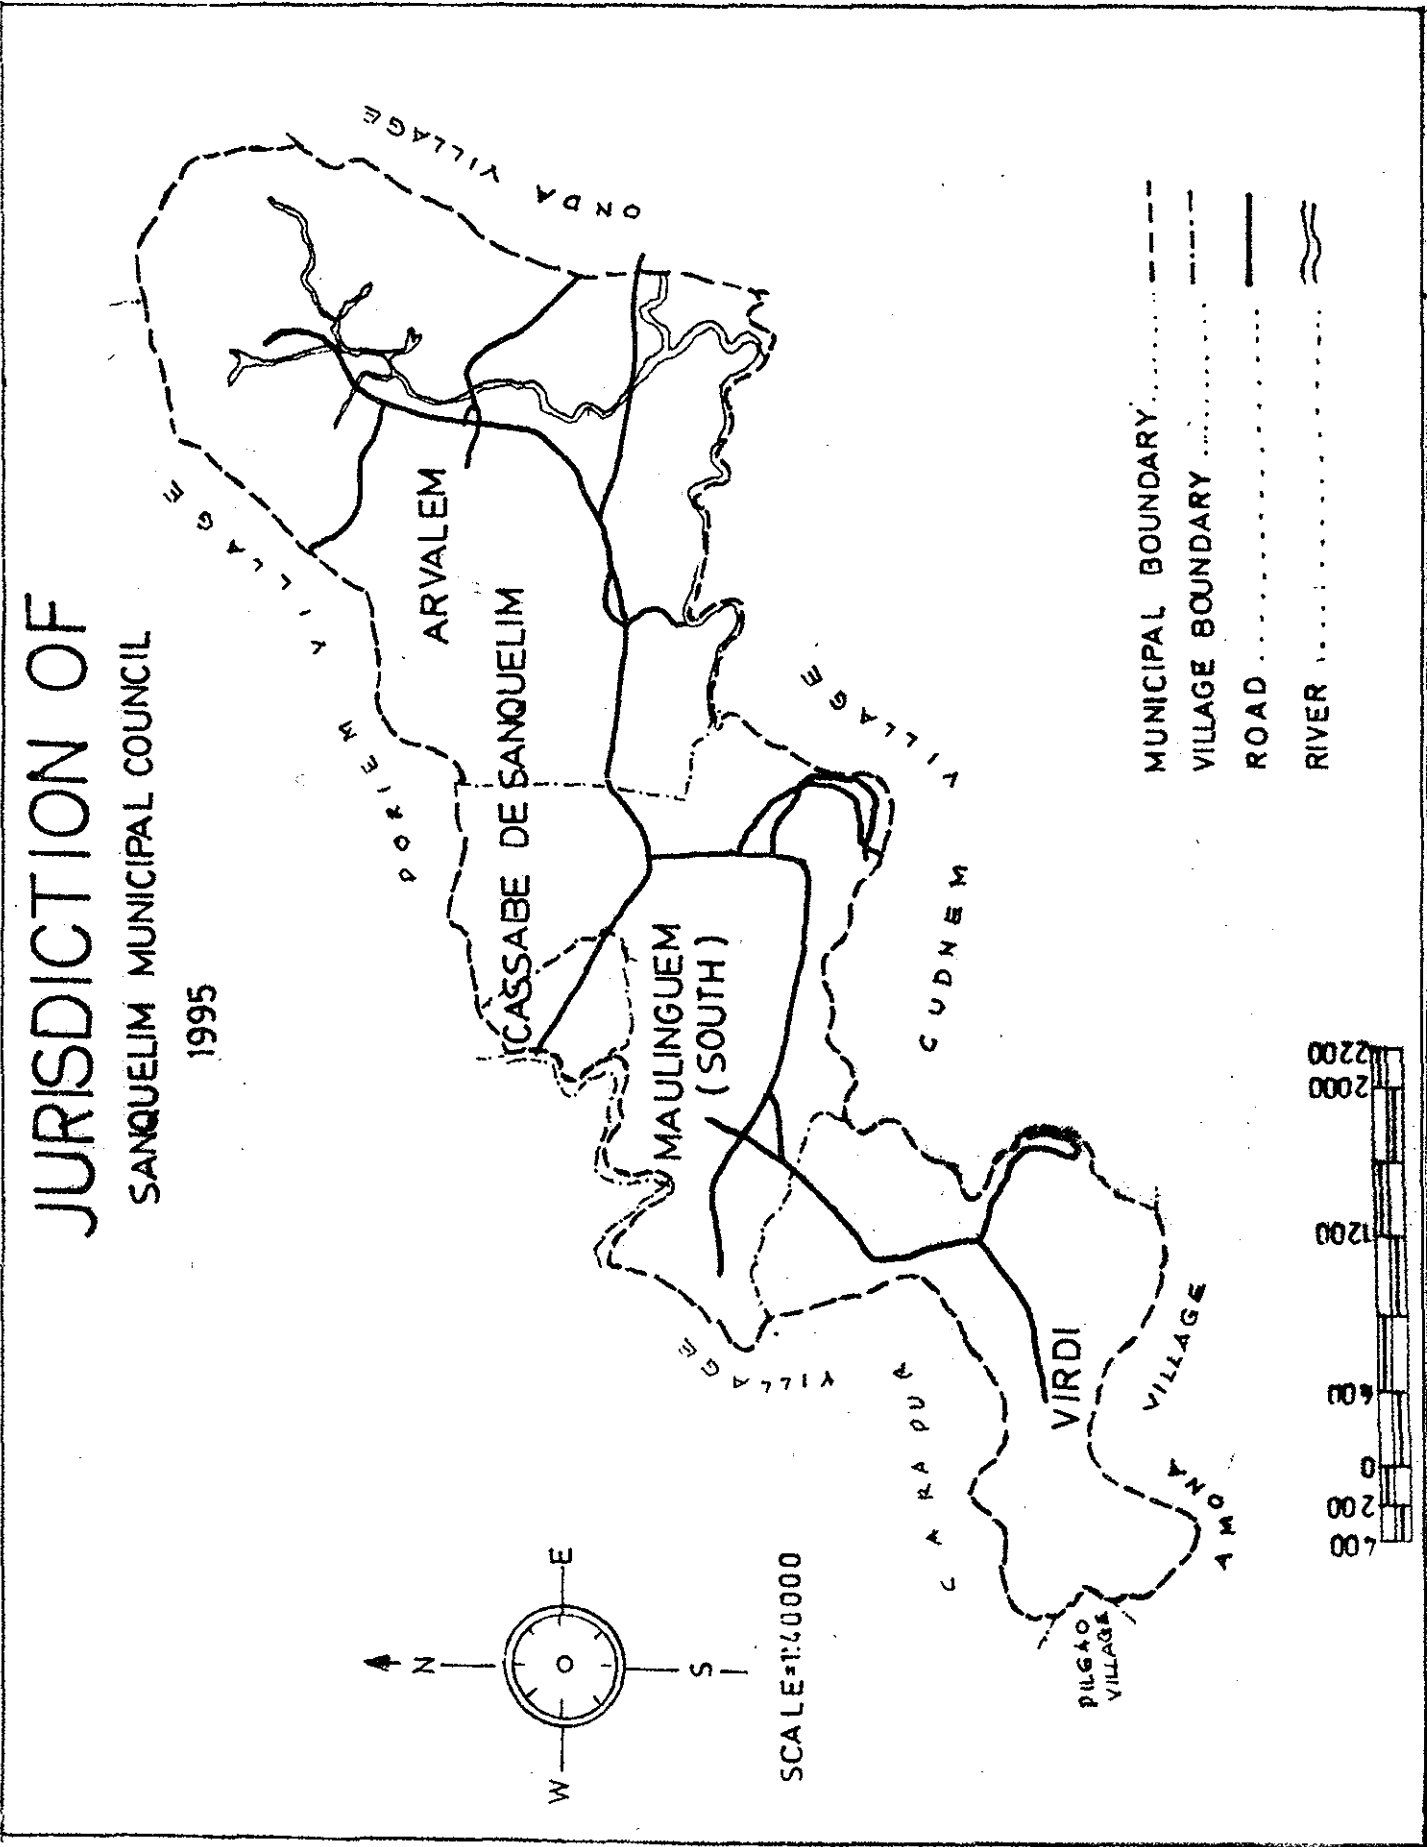 JURISDICTION OF
SANQUELIM MUNICIPAL COUNCIL
1995
PORIEM VILLAGE
ONDA VILLAGE
ARVALEM
CASSABE DE SANQUELIM
MAULINGUEM
(SOUTH)
CUDNEM VILLAGE
CARAPUR VILLAGE
VIRDI
AMONA VILLAGE
PILGAO
VILLAGE
N
W E
S
SCALE=1:40000
MUNICIPAL BOUNDARY
VILLAGE BOUNDARY
ROAD
RIVER
400 200 0 600 1200 2000 2200